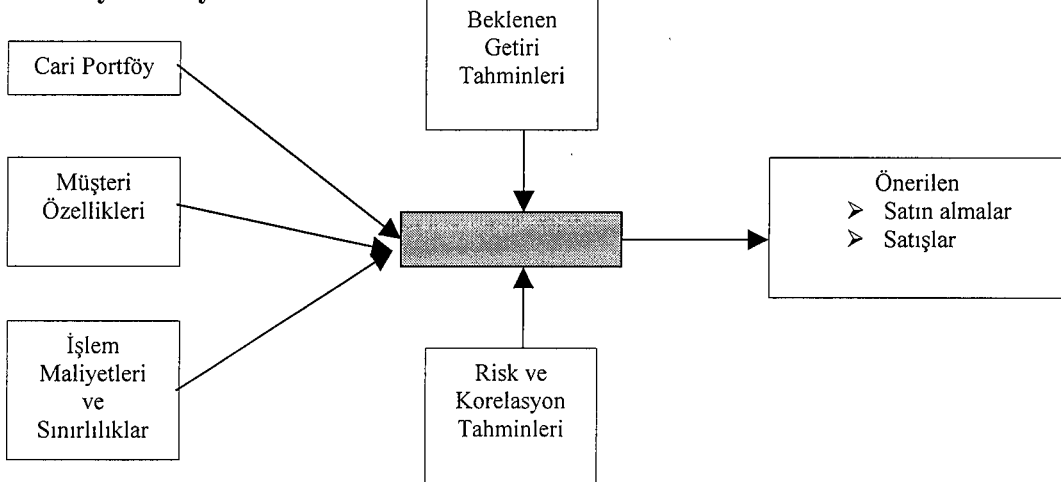 Beklenen
Getiri
Tahminleri
Cari Portföy
Müşteri
Özellikleri
Önerilen
➢ Satın almalar
➢ Satışlar
İşlem
Maliyetleri
ve
Sınırlılıklar
Risk ve
Korelasyon
Tahminleri